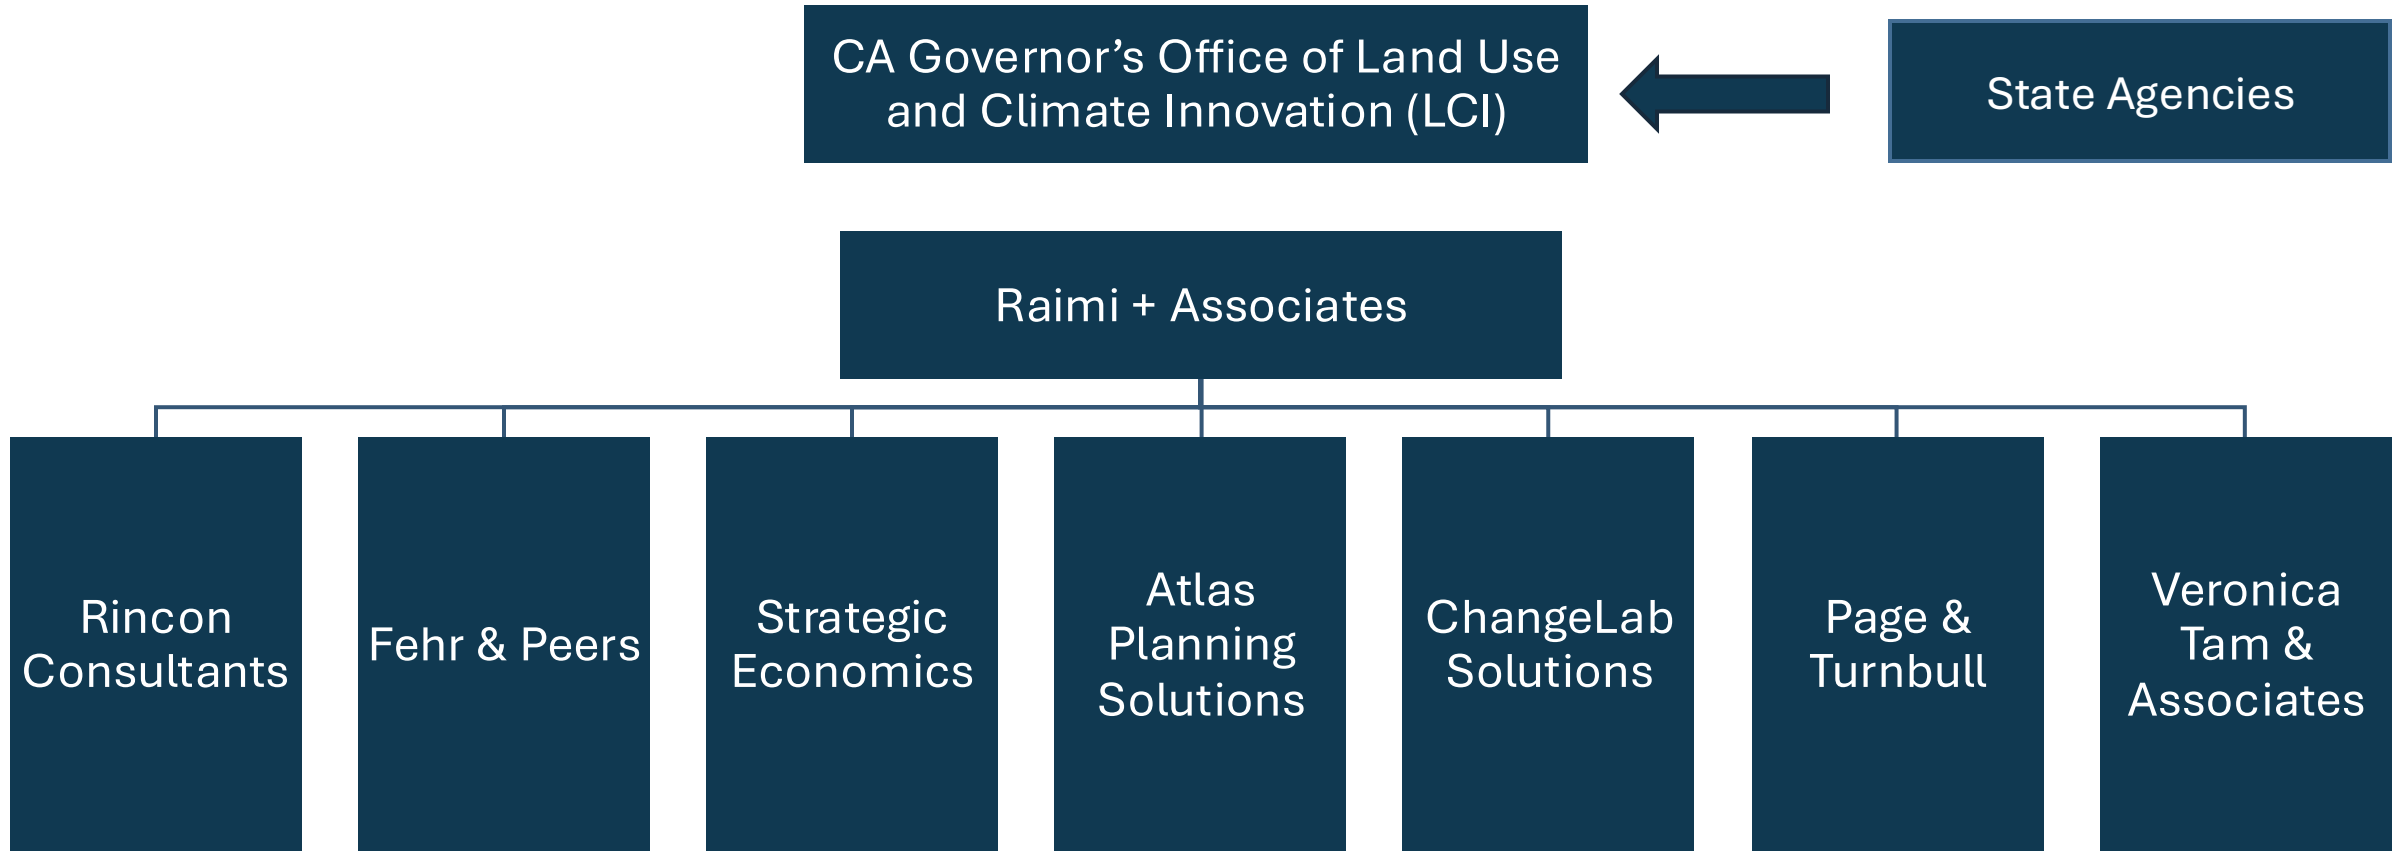 CA Governor’s Office of Land Use
and Climate Innovation (LCI)
State Agencies
Raimi + Associates
Rincon
Consultants
Fehr & Peers
Strategic
Economics
Atlas
Planning
Solutions
ChangeLab
Solutions
Page &
Turnbull
Veronica
Tam &
Associates